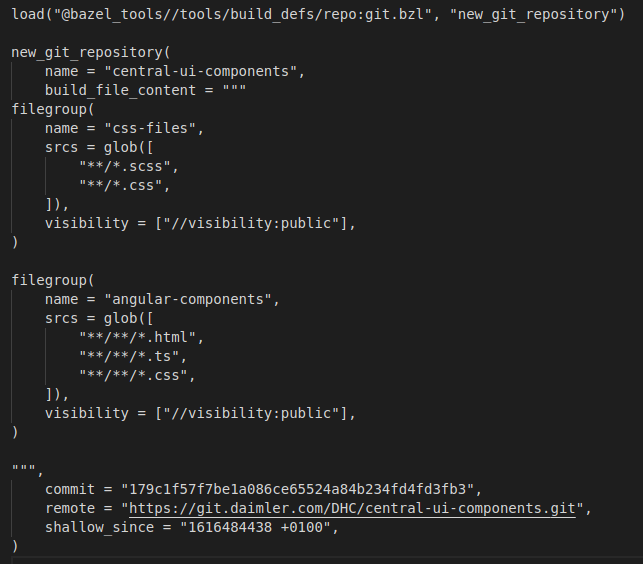 load("@bazel_tools//tools/build_defs/repo:git.bzl", "new_git_repository")

new_git_repository(
    name = "central-ui-components",
    build_file_content = """
filegroup(
    name = "css-files",
    srcs = glob([
        "**/*.scss",
        "**/*.css",
    ]),
    visibility = ["//visibility:public"],
)

filegroup(
    name = "angular-components",
    srcs = glob([
        "**/**/*.html",
        "**/**/*.ts",
        "**/**/*.css",
    ]),
    visibility = ["//visibility:public"],
)

""",
    commit = "179c1f57f7be1a086ce65524a84b234fd4fd3fb3",
    remote = "https://git.daimler.com/DHC/central-ui-components.git",
    shallow_since = "1616484438 +0100",
)